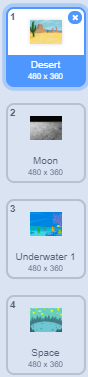 1
Desert
480 x 360
2
Moon
480 x 360
3
Underwater 1
480 x 360
4
Space
480 x 360